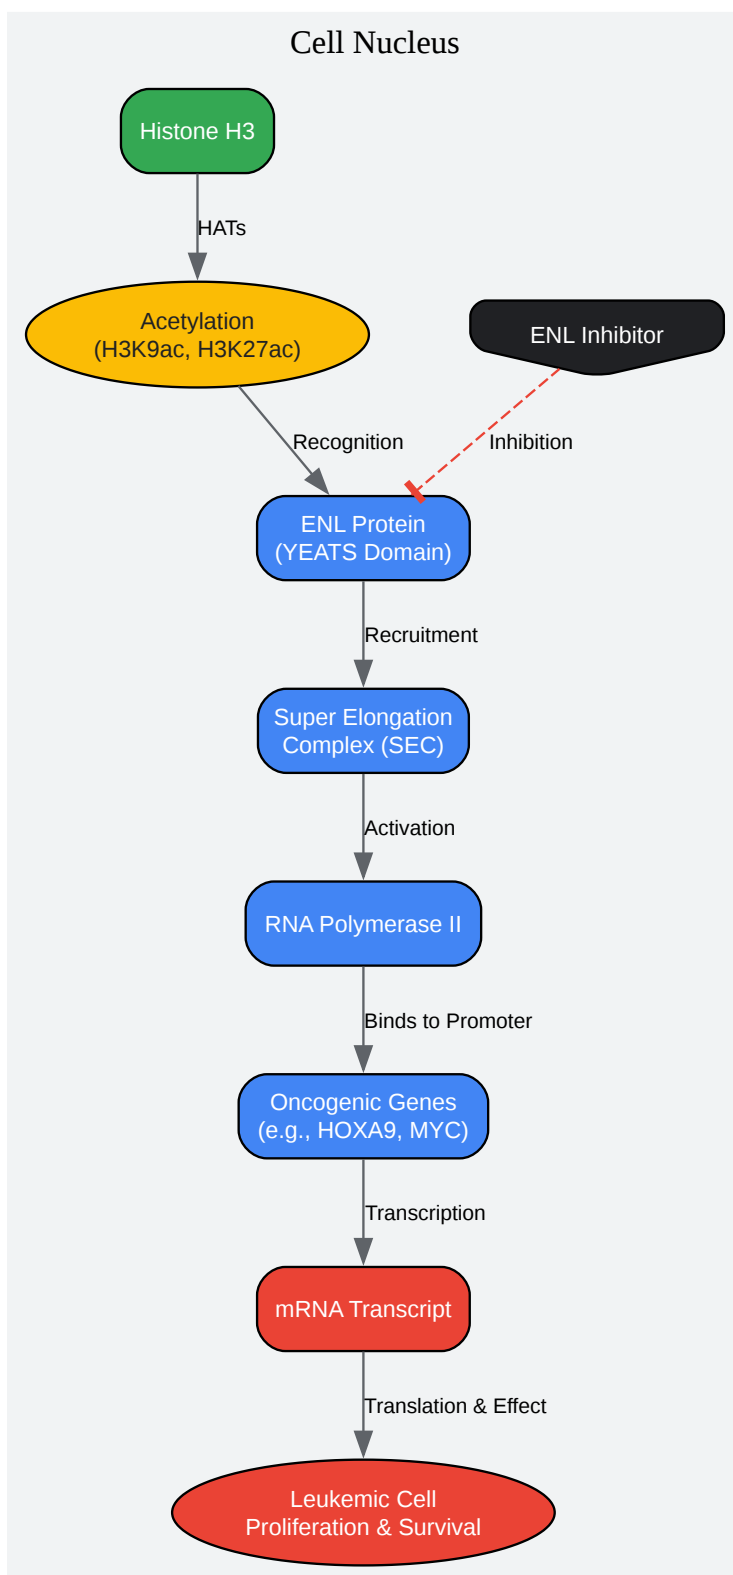 Cell Nucleus
Histone H3
HATs
Acetylation
(H3K9ac, H3K27ac)
ENL Inhibitor
Recognition
Inhibition
ENL Protein
(YEATS Domain)
Recruitment
Super Elongation
Complex (SEC)
Activation
RNA Polymerase II
Binds to Promoter
Oncogenic Genes
(e.g., HOXA9, MYC)
Transcription
mRNA Transcript
Translation & Effect
Leukemic Cell
Proliferation & Survival